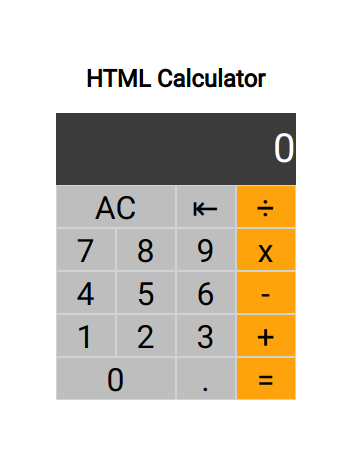 HTML Calculator
0
AC ⇤ ÷
7 8 9 x
4 5 6 -
1 2 3 +
0 . =